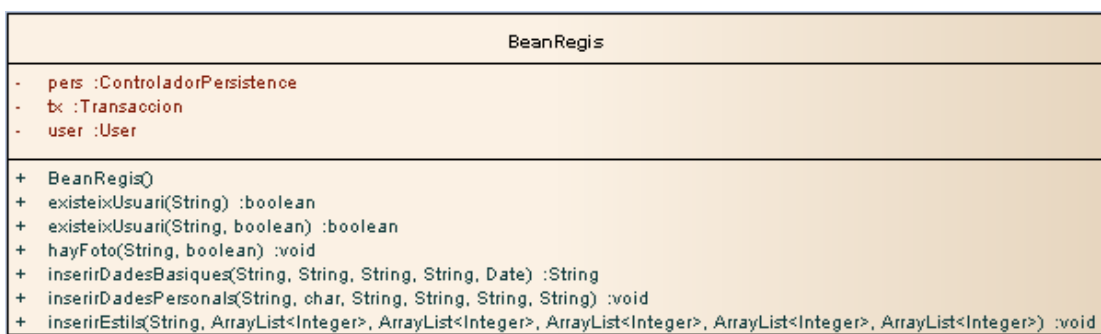 BeanRegis
- pers :ControladorPersistence
- tx :Transaccion
- user :User
+ BeanRegis()
+ existeixUsuari(String) :boolean
+ existeixUsuari(String, boolean) :boolean
+ hayFoto(String, boolean) :void
+ inserirDadesBasiques(String, String, String, String, Date) :String
+ inserirDadesPersonals(String, char, String, String, String, String) :void
+ inserirEstils(String, ArrayList<Integer>, ArrayList<Integer>, ArrayList<Integer>, ArrayList<Integer>, ArrayList<Integer>) :void